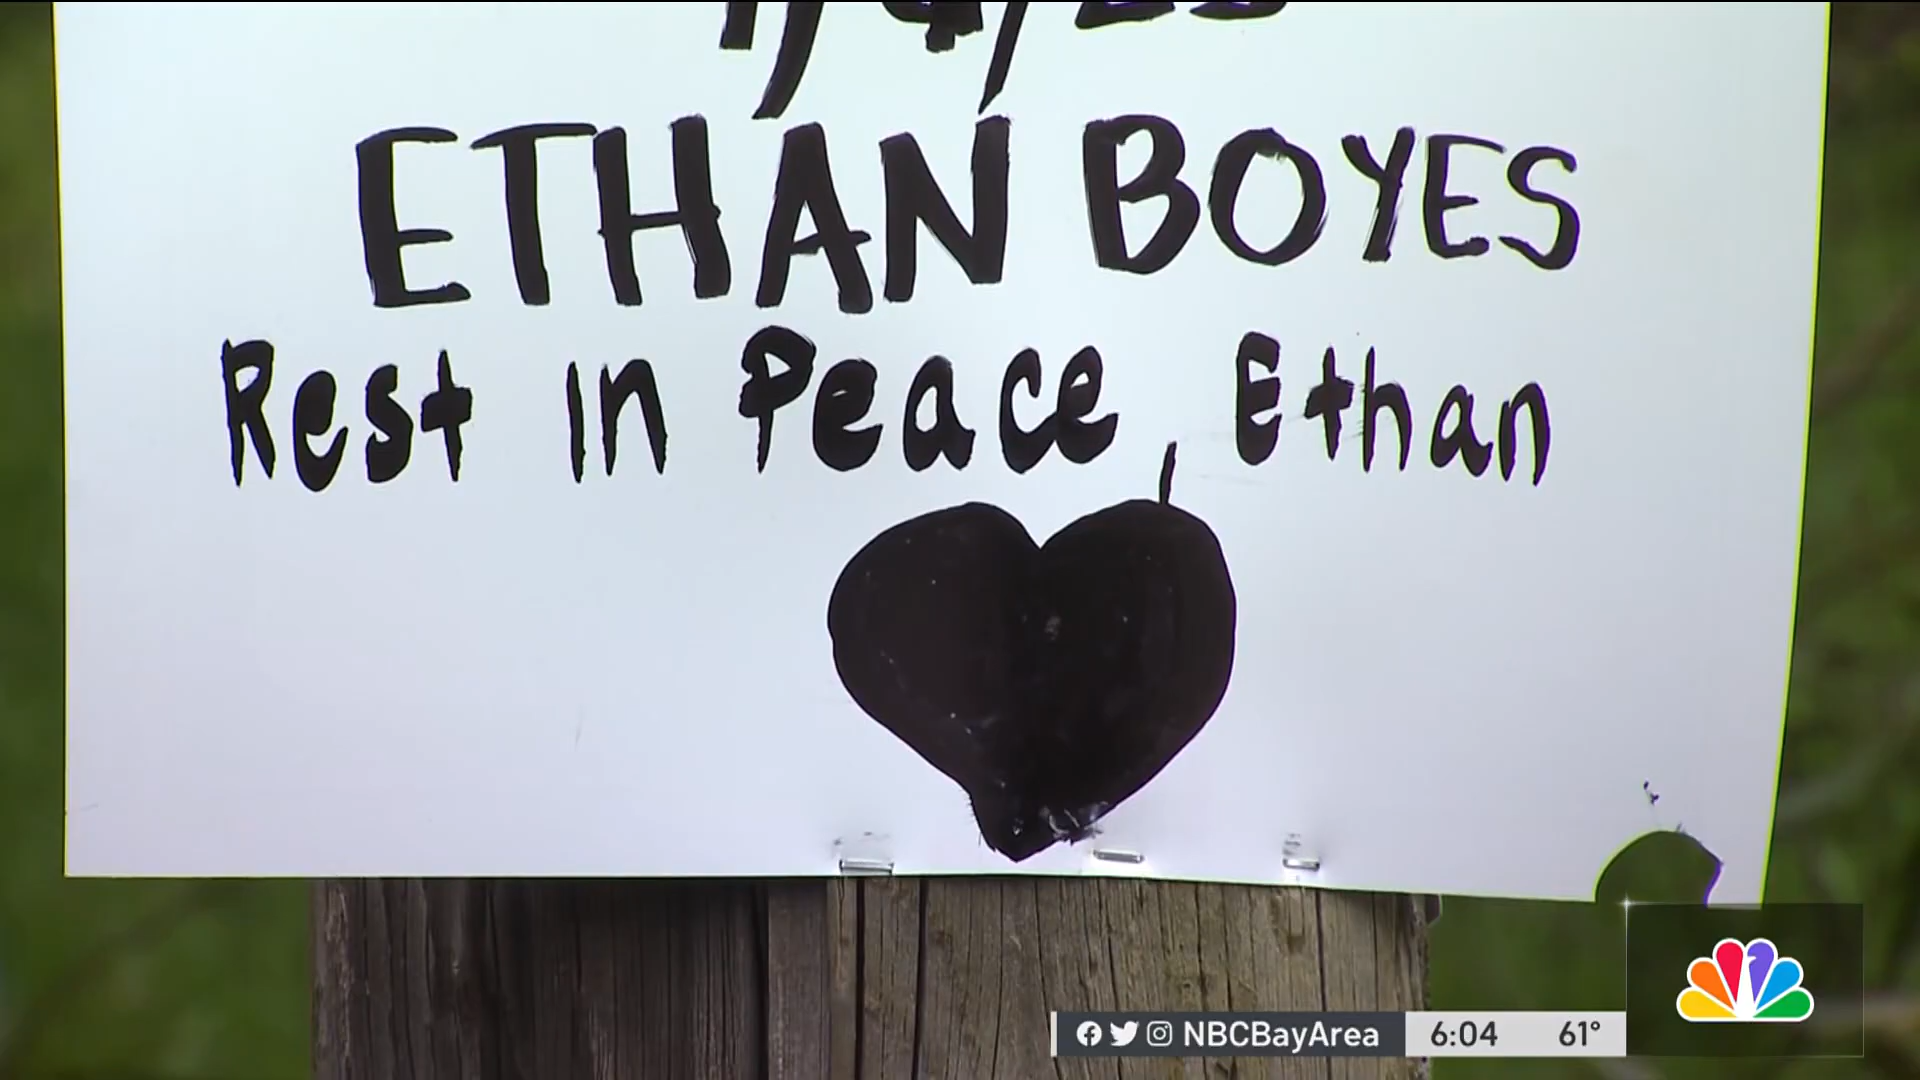 ETHAN BOYES
Rest in Peace, Ethan
NBCBayArea 6:04 61°